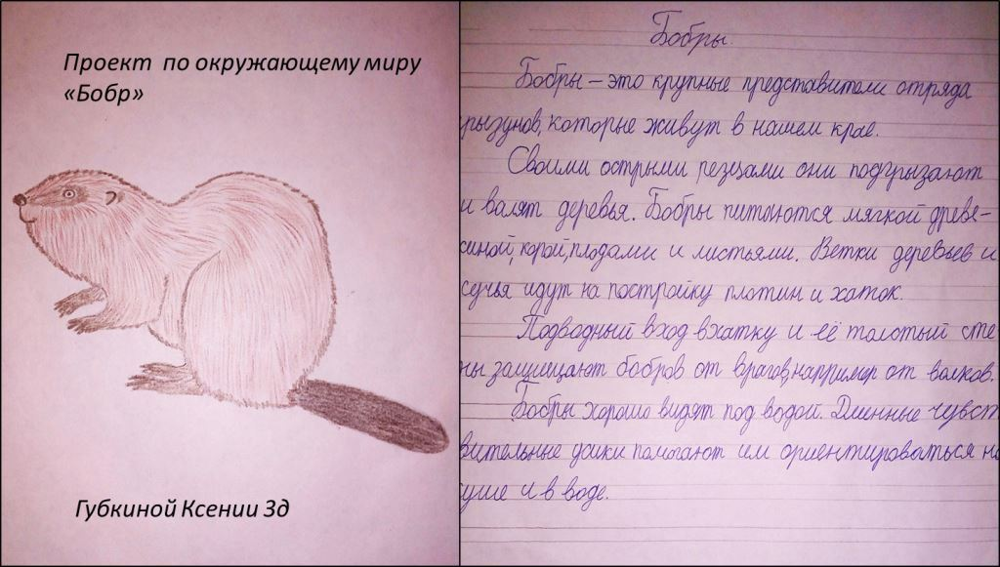 Проект по окружающему миру
«Бобр»
Губкиной Ксении 3д
Бобры.
Бобры – это крупные представители отряда
рызунов, которые живут в нашем крае.
Своими острыми резцами они подгрызают
и валят деревья. Бобры питаются мягкой древе-
синой, корой, плодами и листьями. Ветки деревьев и
сучья идут на постройку плотин и хаток.
Подводный вход в хатку и её толстый сте
ны защищают бобров от врагов, например от волков.
Бобры хорошо видят под водой. Длинные чувст
вительные усики помогают им ориентироваться на
суше и в воде.